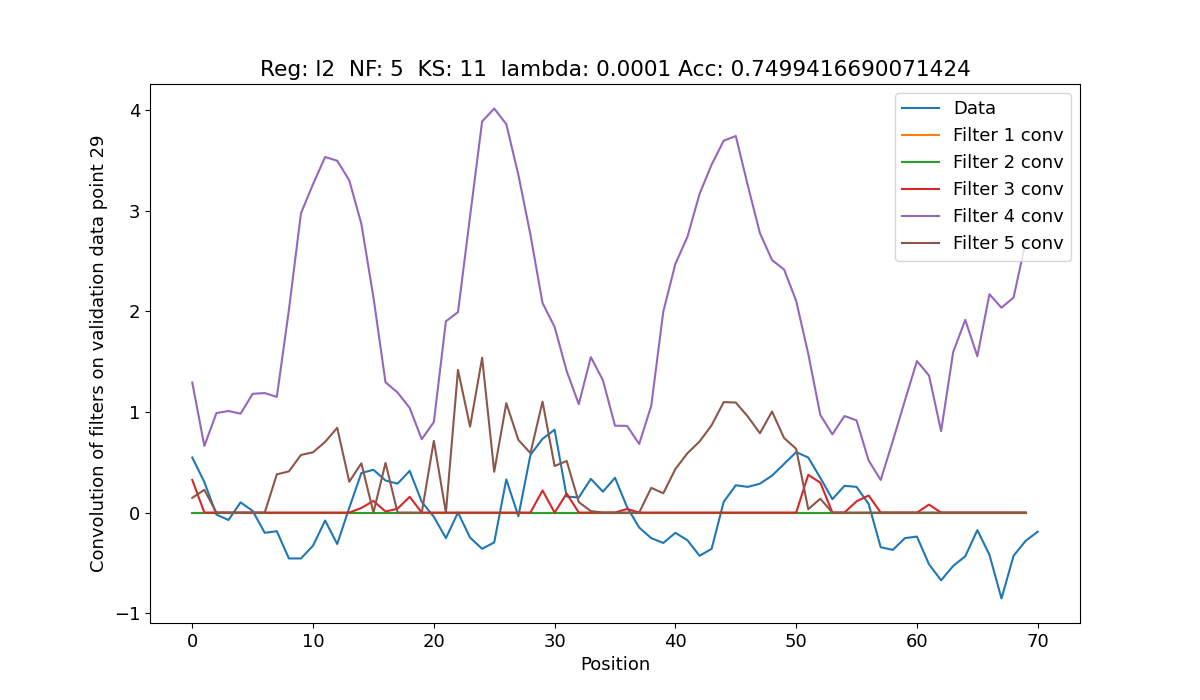 Reg: l2  NF: 5  KS: 11  lambda: 0.0001 Acc: 0.7499416690071424
Convolution of filters on validation data point 29
4
3
2
1
0
−1
Data
Filter 1 conv
Filter 2 conv
Filter 3 conv
Filter 4 conv
Filter 5 conv
0 10 20 30 40 50 60 70
Position